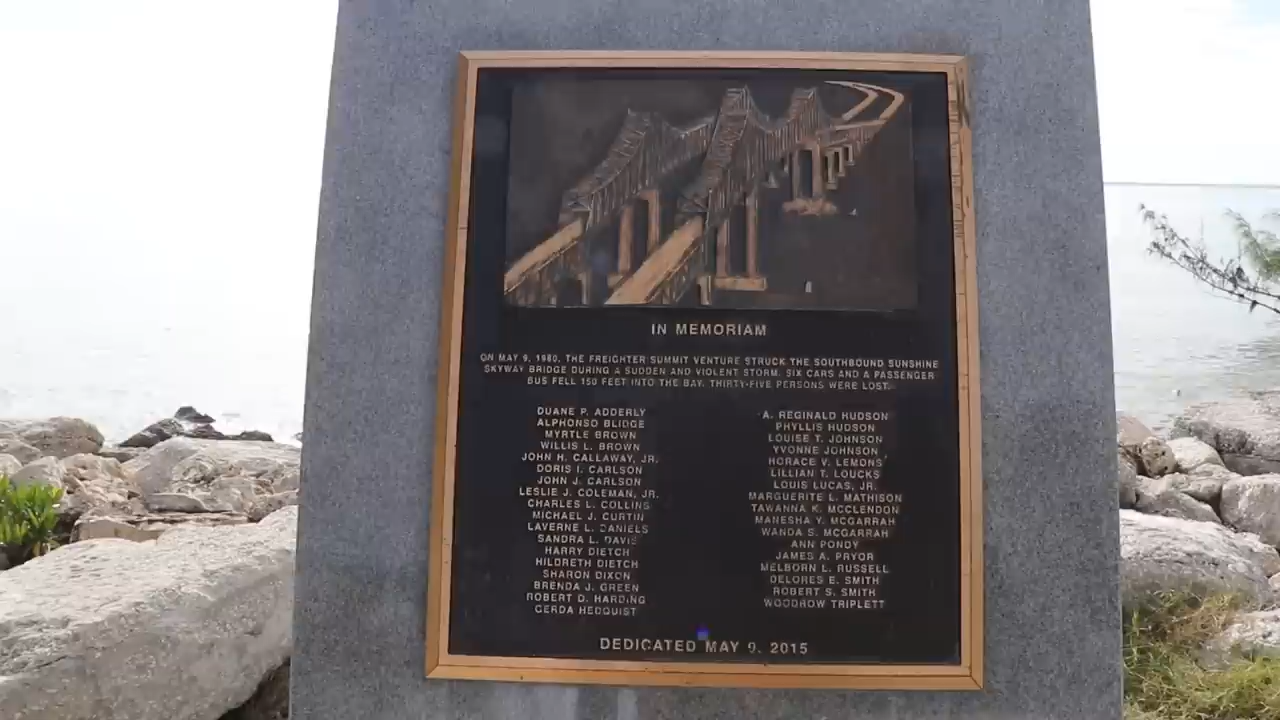 IN MEMORIAM
ON MAY 9, 1980, THE FREIGHTER SUMMIT VENTURE STRUCK THE SOUTHBOUND SUNSHINE
SKYWAY BRIDGE DURING A SUDDEN AND VIOLENT STORM. SIX CARS AND A PASSENGER
BUS FELL 150 FEET INTO THE BAY. THIRTY-FIVE PERSONS WERE LOST.
DUANE P. ADDERLY
ALPHONSO BLIDGE
MYRTLE BROWN
WILLIS L. BROWN
JOHN H. CALLAWAY, JR.
DORIS I. CARLSON
JOHN J. CARLSON
LESLIE J. COLEMAN, JR.
CHARLES L. COLLINS
MICHAEL J. CURTIN
LAVERNE L. DANIELS
SANDRA L. DAVIS
HARRY DIETCH
HILDRETH DIETCH
SHARON DIXON
BRENDA J. GREEN
ROBERT D. HARDING
GERDA HEDQUIST
A. REGINALD HUDSON
PHYLLIS HUDSON
LOUISE T. JOHNSON
YVONNE JOHNSON
HORACE V. LEMONS
LILLIAN T. LOUCKS
LOUIS LUCAS, JR.
MARGUERITE L. MATHISON
TAWANNA K. MCCLENDON
MANESHA Y. MCGARRAH
WANDA S. MCGARRAH
ANN PONDY
JAMES A. PRYOR
MELBORN L. RUSSELL
DELORES E. SMITH
ROBERT S. SMITH
WOODROW TRIPLETT
DEDICATED MAY 9, 2015